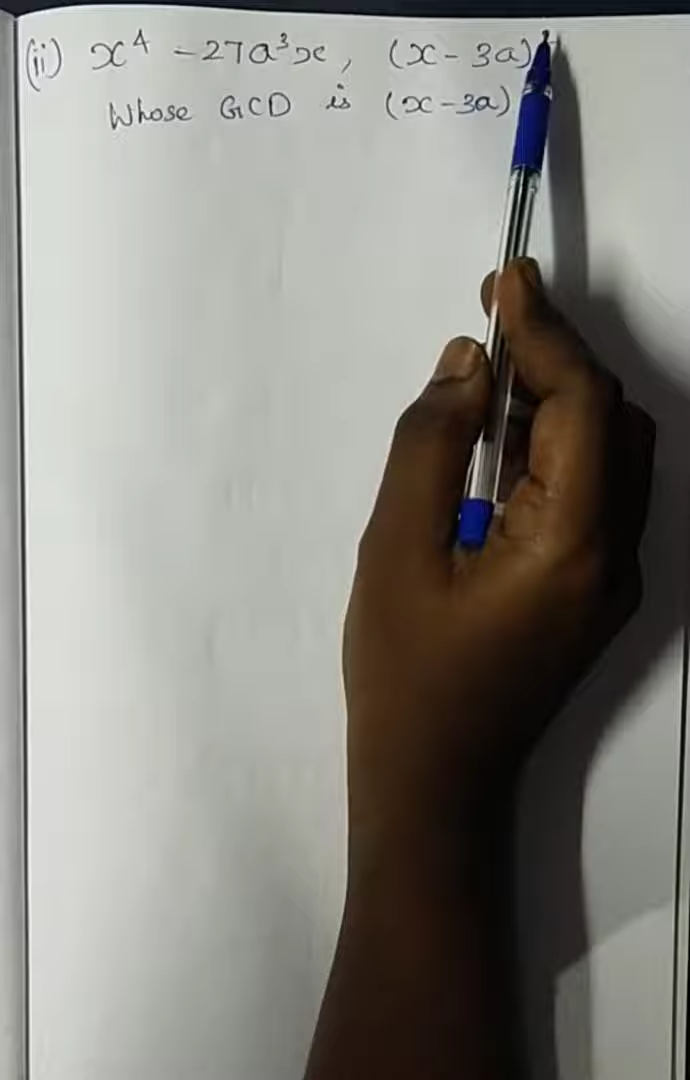 (ii) x⁴ - 27a³x, (x - 3a)
Whose GCD is (x - 3a)